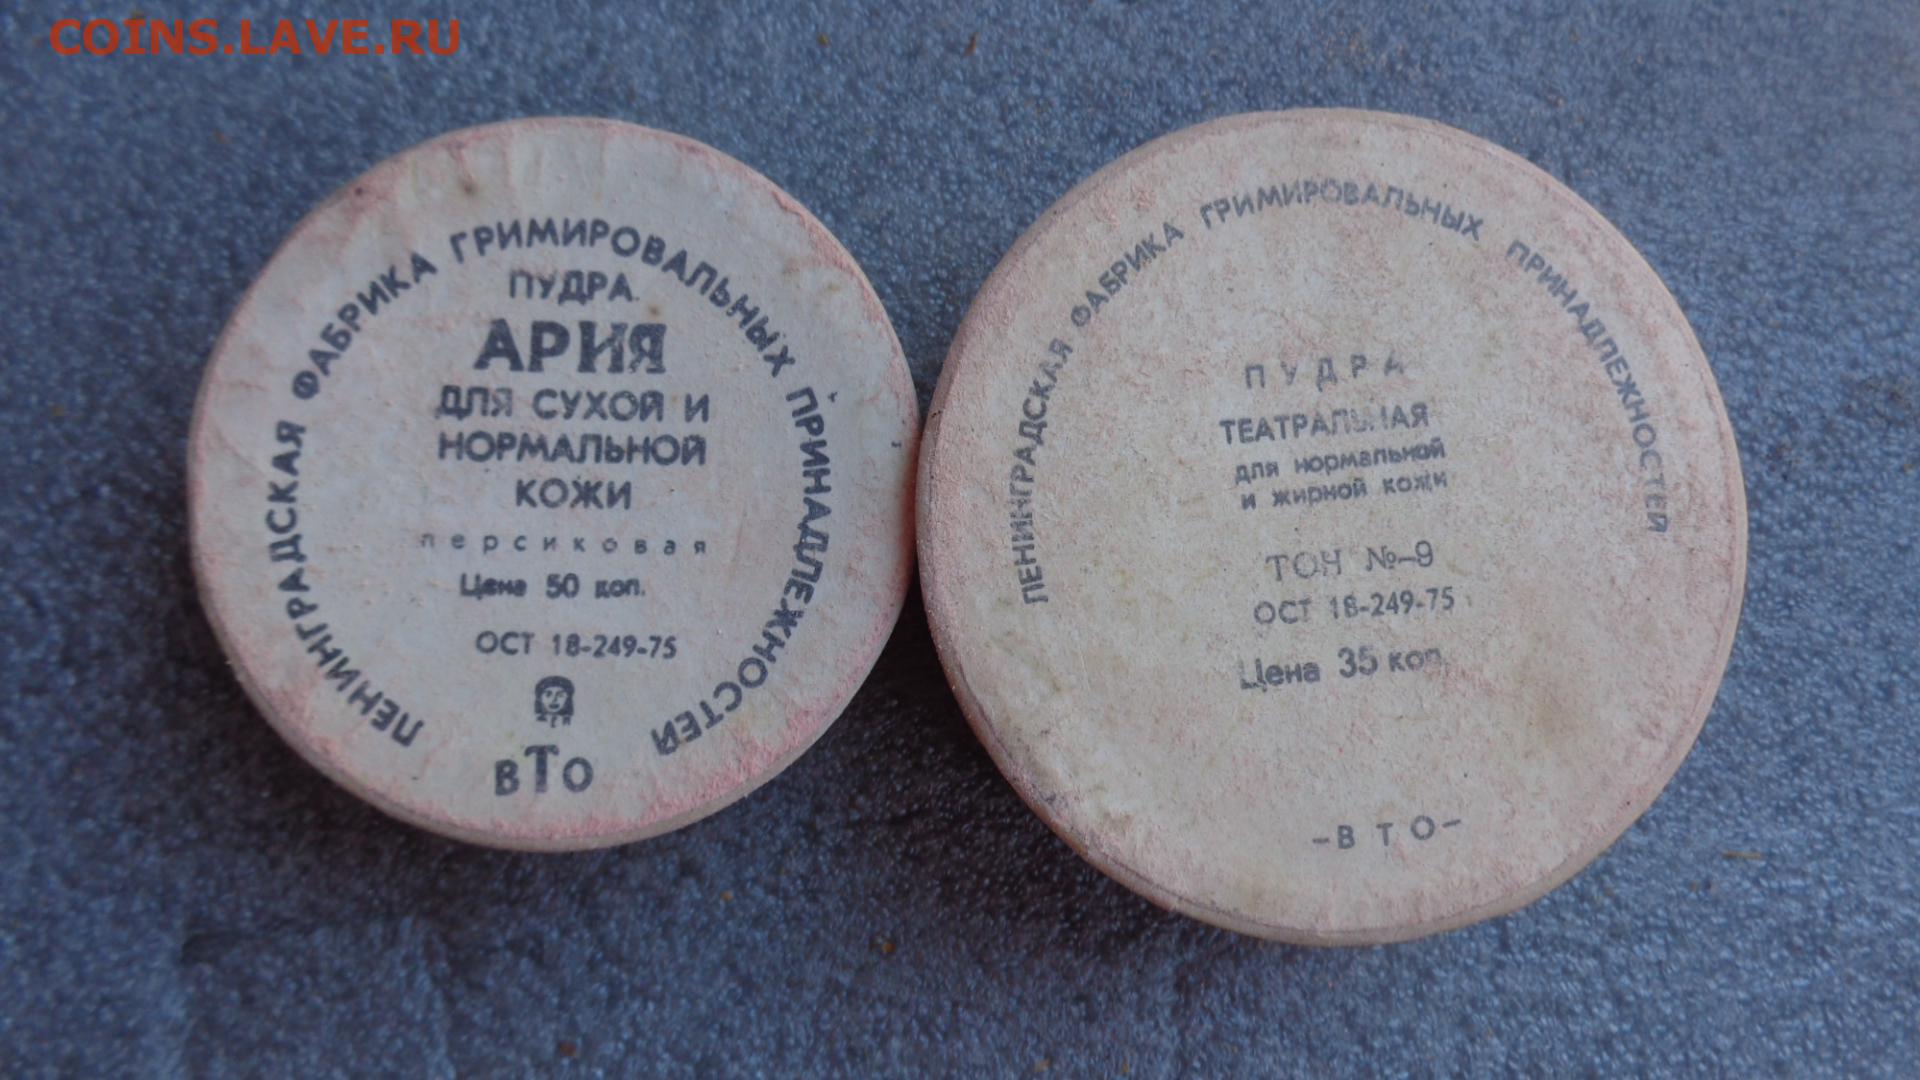 COINS.LAVE.RU
ЛЕНИНГРАДСКАЯ ФАБРИКА ГРИМИРОВАЛЬНЫХ ПРИНАДЛЕЖНОСТЕЙ
ПУДРА
АРИЯ
ДЛЯ СУХОЙ И
НОРМАЛЬНОЙ
КОЖИ
персиковая
Цена 50 коп.
ОСТ 18-249-75
ВТО
ЛЕНИНГРАДСКАЯ ФАБРИКА ГРИМИРОВАЛЬНЫХ ПРИНАДЛЕЖНОСТЕЙ
ПУДРА
ТЕАТРАЛЬНАЯ
для нормальной
и жирной кожи
ТОН №-9
ОСТ 18-249-75
Цена 35 коп.
-ВТО-